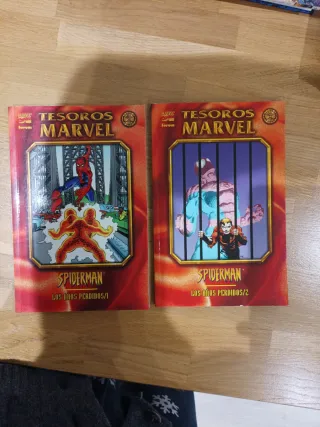 TESOROS
MARVEL
SPIDERMAN
LOS AÑOS PERDIDOS/1
TESOROS
MARVEL
SPIDERMAN
LOS AÑOS PERDIDOS/2